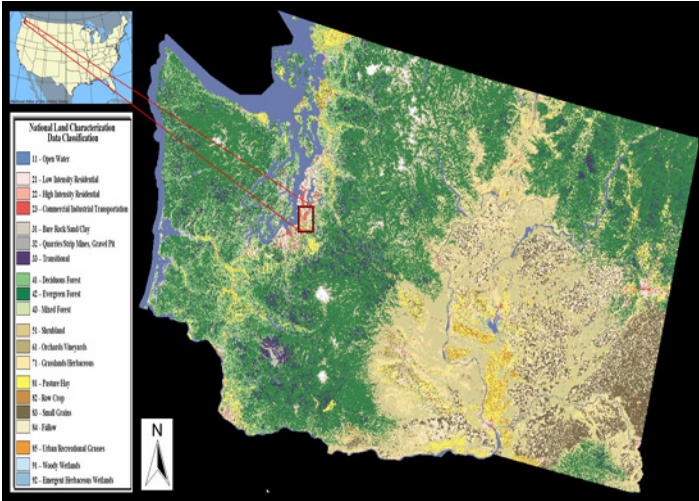 National Land Characterization
Data Classification
11 – Open Water
21 – Low Intensity Residential
22 – High Intensity Residential
23 – Commercial Industrial Transportation
31 – Bare Rock Sand Clay
32 – Quarries Strip Mines, Gravel Pit
33 – Transitional
41 – Deciduous Forest
42 – Evergreen Forest
43 – Mixed Forest
51 – Shrubland
61 – Orchards Vineyards
71 – Grasslands Herbaceous
81 – Pasture Hay
82 – Row Crop
83 – Small Grains
84 – Fallow
85 – Urban Recreational Grasses
91 – Woody Wetlands
92 – Emergent Herbaceous Wetlands
N